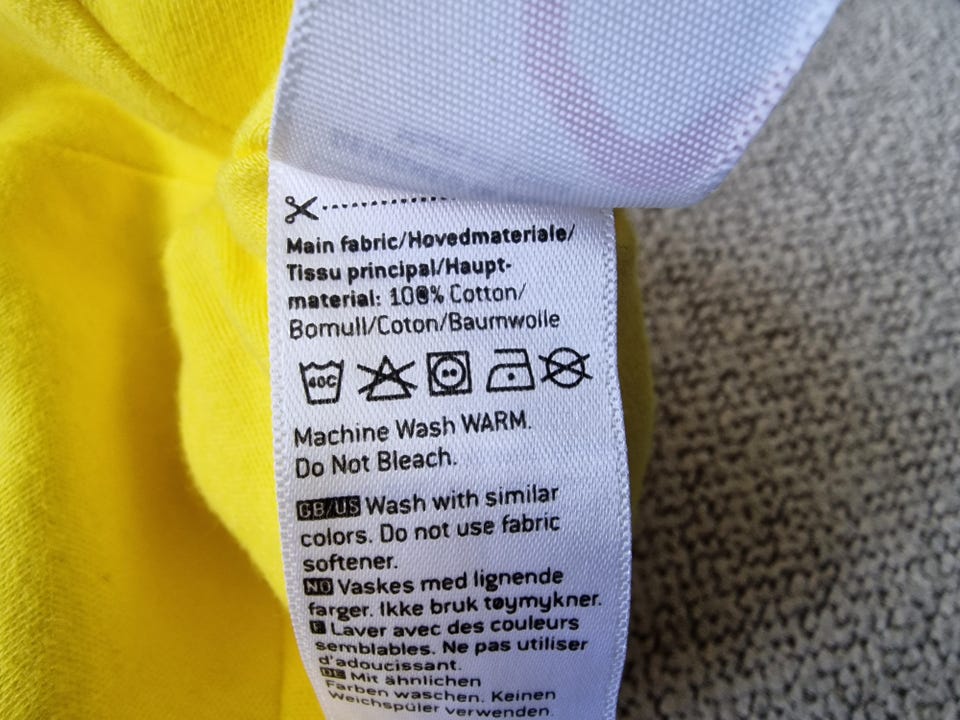 Main fabric/Hovedmateriale/
Tissu principal/Haupt-
material: 100% Cotton/
Bomull/Coton/Baumwolle
40C
Machine Wash WARM.
Do Not Bleach.
GB/US Wash with similar
colors. Do not use fabric
softener.
NO Vaskes med lignende
farger. Ikke bruk tøymykner.
F Laver avec des couleurs
semblables. Ne pas utiliser
d'adoucissant.
DE Mit ähnlichen
Farben waschen. Keinen
Weichspüler verwenden.